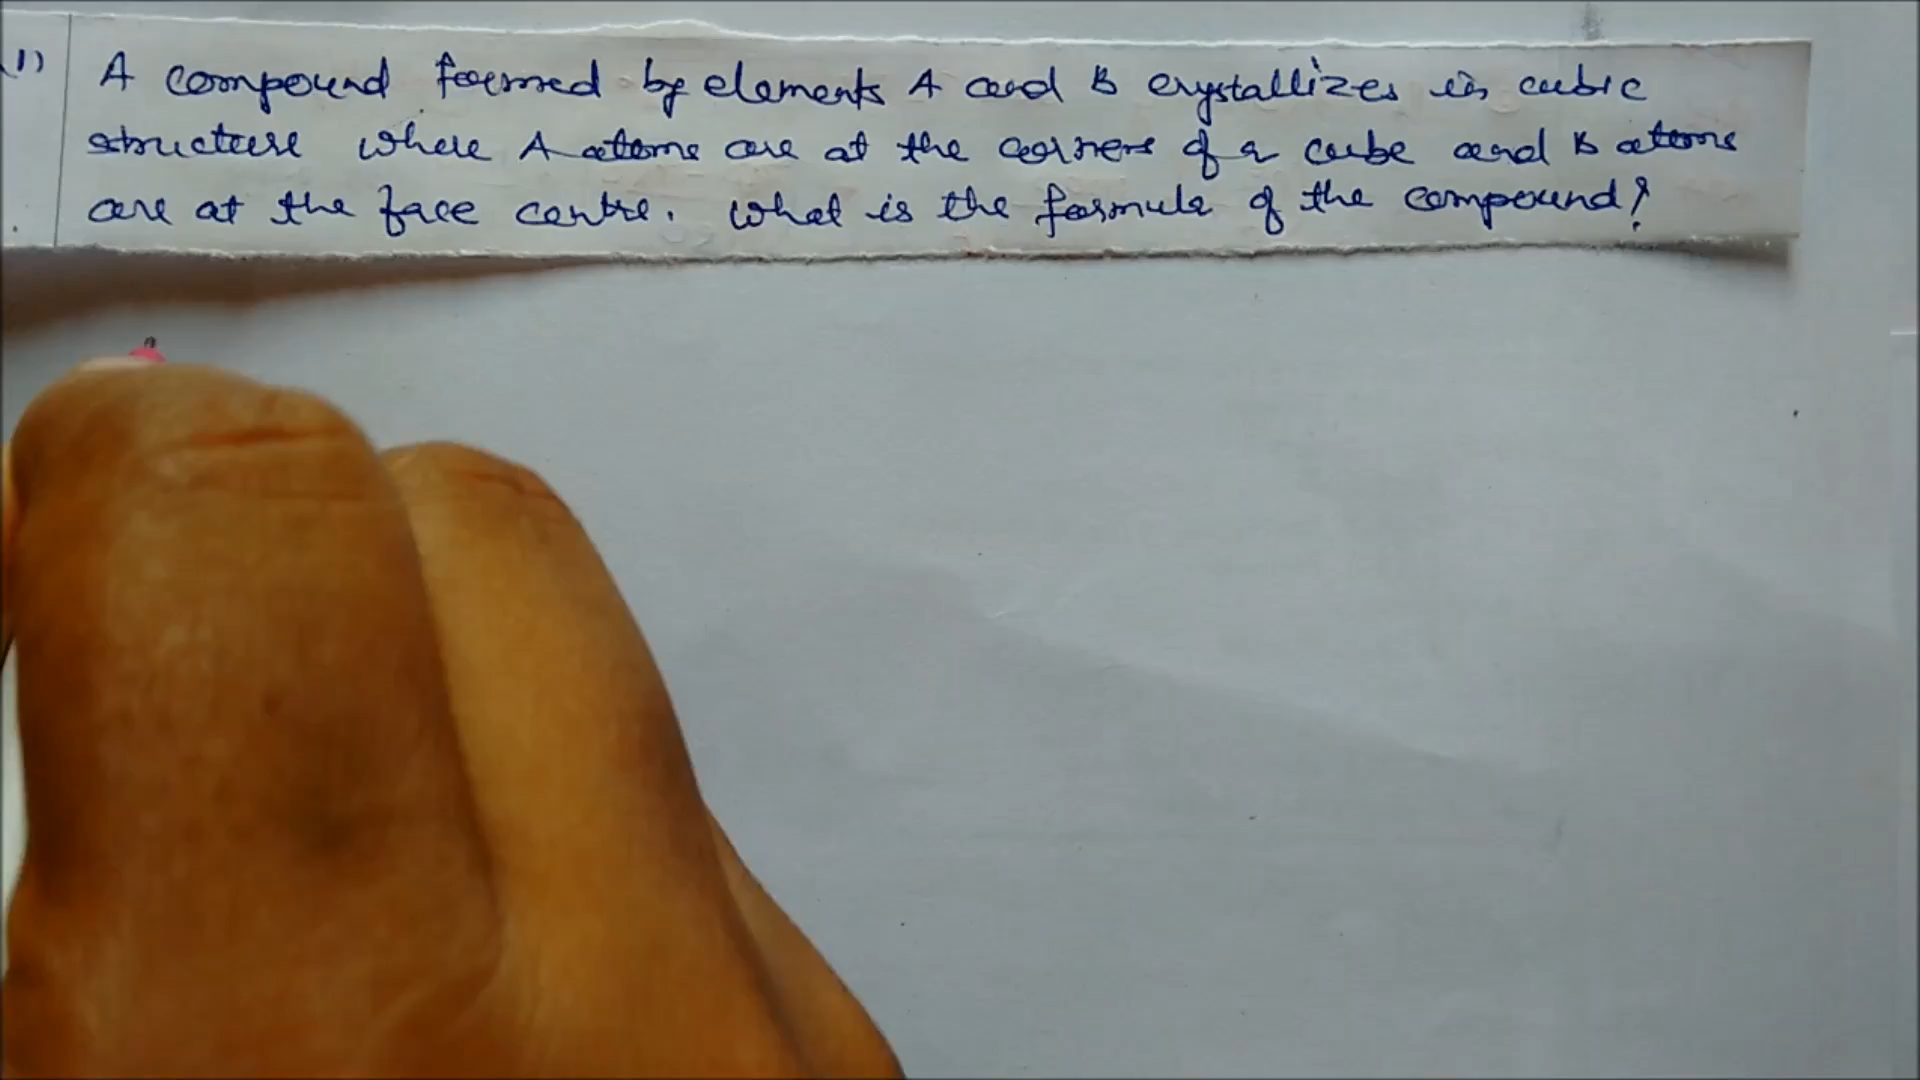 (1) A compound formed by elements A and B crystallizes in cubic
structure where A atoms are at the corners of a cube and B atoms
are at the face centre. What is the formula of the compound?